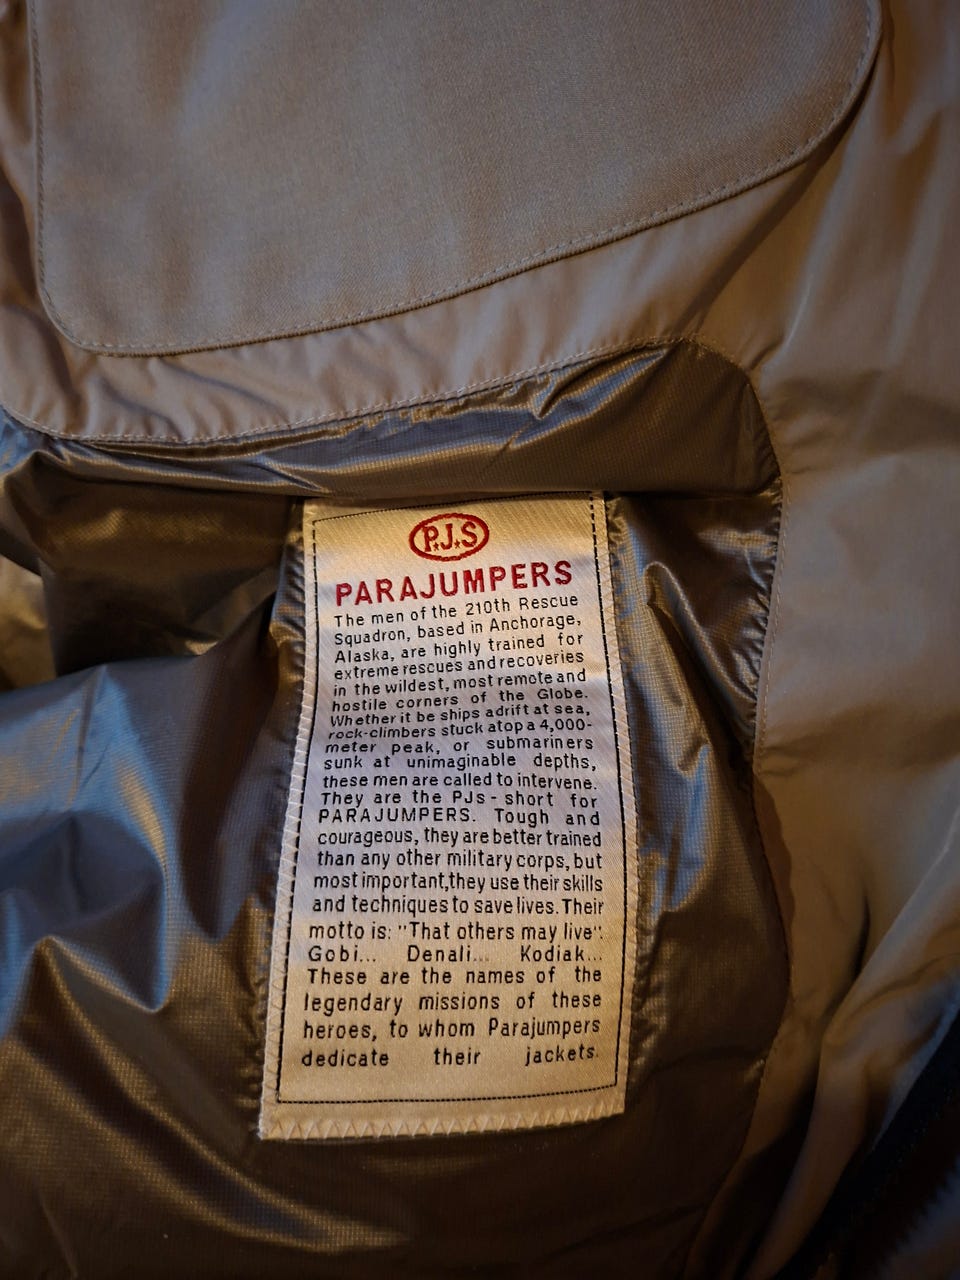 P.J.S
PARAJUMPERS
The men of the 210th Rescue
Squadron, based in Anchorage,
Alaska, are highly trained for
extreme rescues and recoveries
in the wildest, most remote and
hostile corners of the Globe.
Whether it be ships adrift at sea,
rock-climbers stuck atop a 4,000-
meter peak, or submariners
sunk at unimaginable depths,
these men are called to intervene.
They are the PJs - short for
PARAJUMPERS. Tough and
courageous, they are better trained
than any other military corps, but
most important,they use their skills
and techniques to save lives. Their
motto is: "That others may live".
Gobi... Denali... Kodiak...
These are the names of the
legendary missions of these
heroes, to whom Parajumpers
dedicate their jackets.